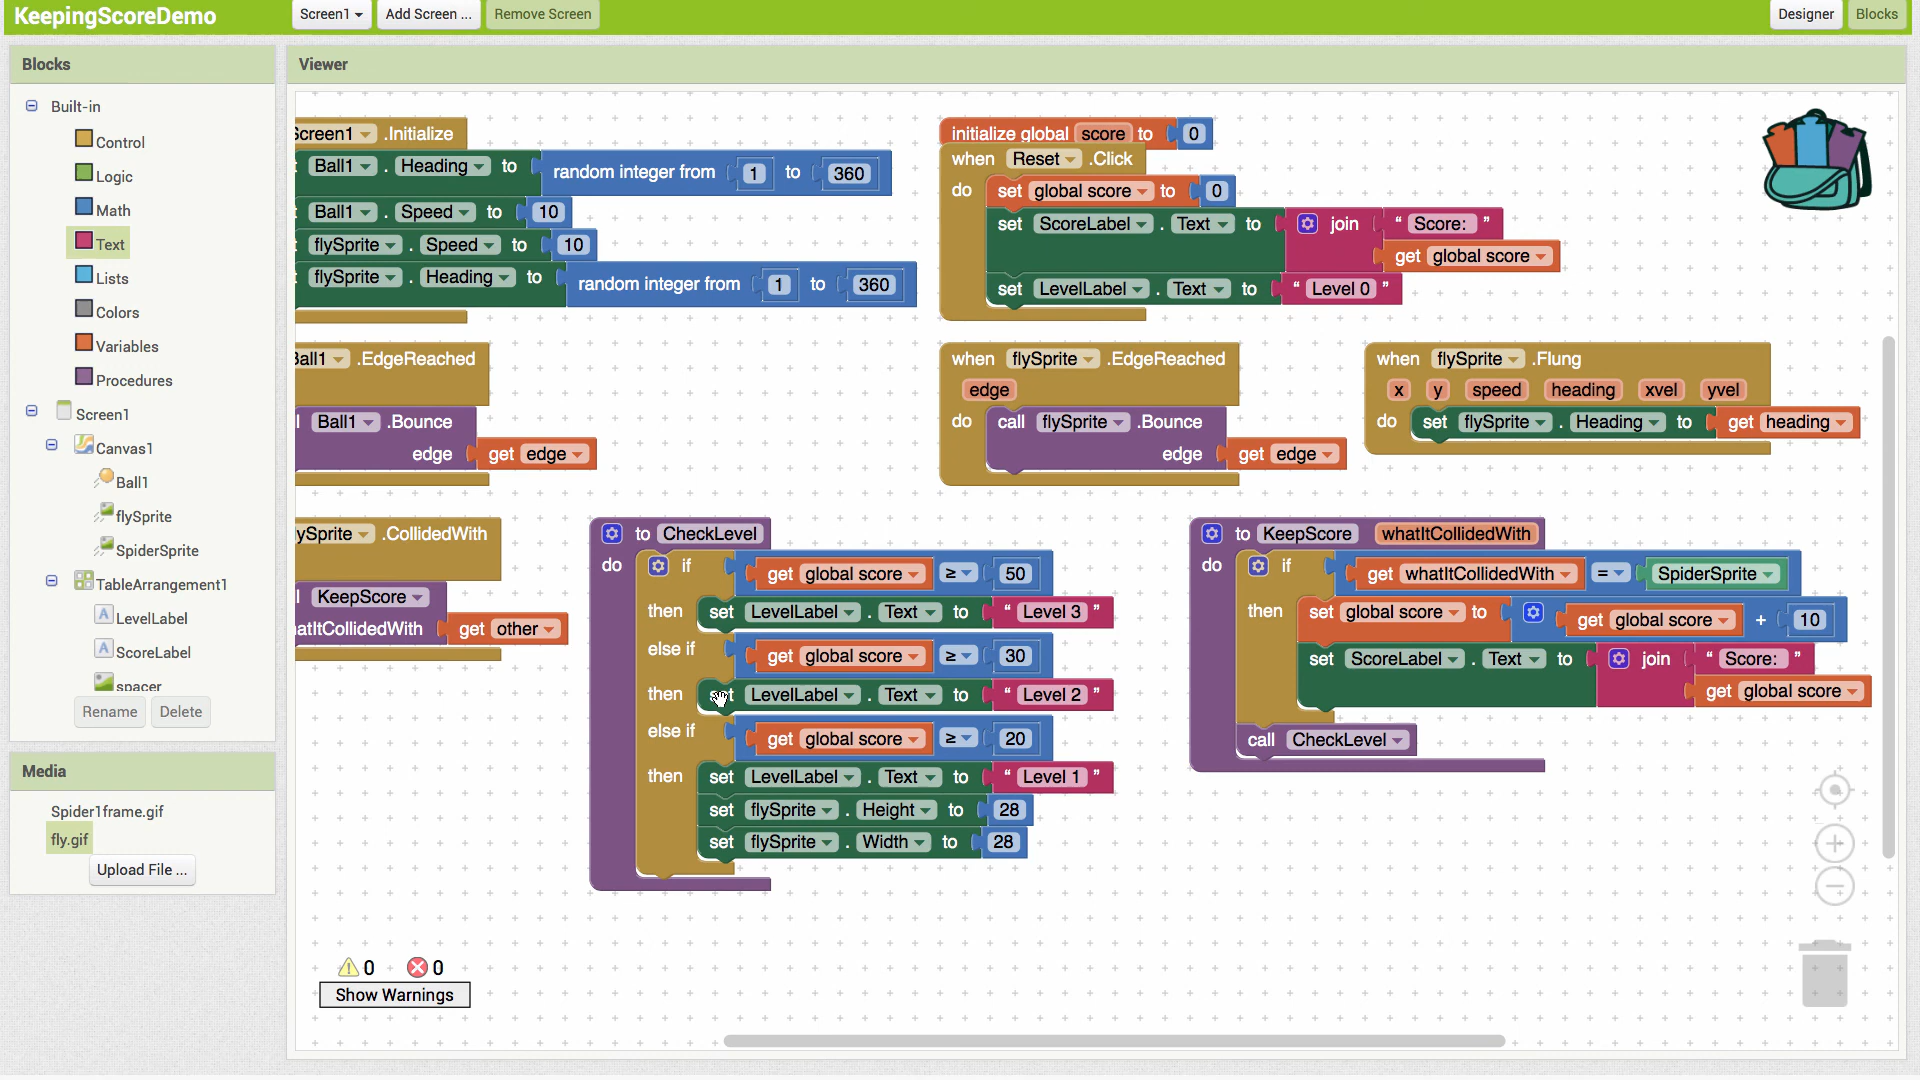 KeepingScoreDemo
Screen1
Add Screen ...
Remove Screen
Designer
Blocks
Blocks
Viewer
Built-in
Control
Logic
Math
Text
Lists
Colors
Variables
Procedures
Screen1
Canvas1
Ball1
flySprite
SpiderSprite
TableArrangement1
LevelLabel
ScoreLabel
spacer
Rename
Delete
Media
Spider1frame.gif
fly.gif
Upload File ...
Screen1 .Initialize
Ball1 . Heading to random integer from 1 to 360
Ball1 . Speed to 10
flySprite . Speed to 10
flySprite . Heading to random integer from 1 to 360
initialize global score to 0
when Reset .Click
do set global score to 0
set ScoreLabel . Text to join " Score: "
get global score
set LevelLabel . Text to " Level 0 "
Ball1 .EdgeReached
Ball1 .Bounce
edge get edge
when flySprite .EdgeReached
edge
do call flySprite .Bounce
edge get edge
when flySprite .Flung
x y speed heading xvel yvel
do set flySprite . Heading to get heading
ySprite .CollidedWith
KeepScore
hatItCollidedWith get other
to CheckLevel
do if get global score ≥ 50
then set LevelLabel . Text to " Level 3 "
else if get global score ≥ 30
then set LevelLabel . Text to " Level 2 "
else if get global score ≥ 20
then set LevelLabel . Text to " Level 1 "
set flySprite . Height to 28
set flySprite . Width to 28
to KeepScore whatItCollidedWith
do if get whatItCollidedWith = SpiderSprite
then set global score to get global score + 10
set ScoreLabel . Text to join " Score: "
get global score
call CheckLevel
0 0
Show Warnings